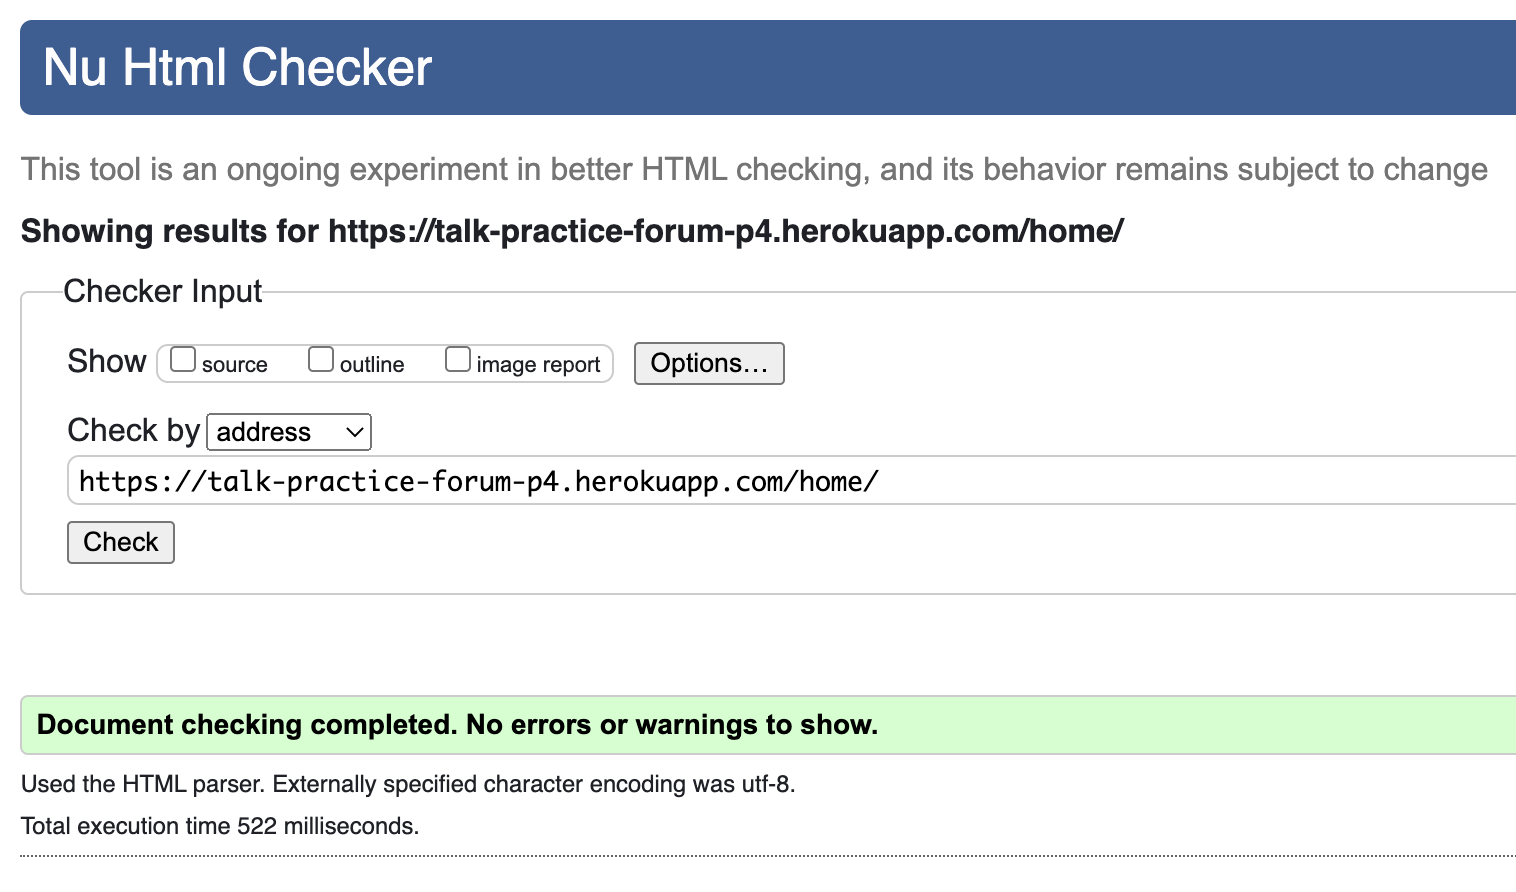 Nu Html Checker
This tool is an ongoing experiment in better HTML checking, and its behavior remains subject to change
Showing results for https://talk-practice-forum-p4.herokuapp.com/home/
Checker Input
Show source outline image report Options…
Check by address
https://talk-practice-forum-p4.herokuapp.com/home/
Check
Document checking completed. No errors or warnings to show.
Used the HTML parser. Externally specified character encoding was utf-8.
Total execution time 522 milliseconds.